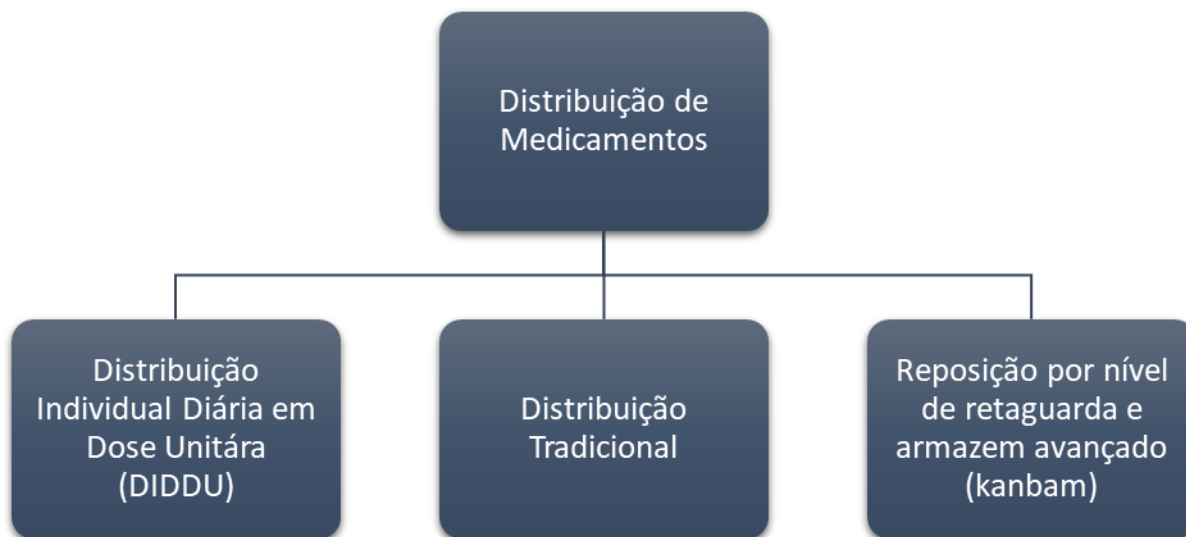 Distribuição de
Medicamentos
Distribuição
Individual Diária em
Dose Unitára
(DIDDU)
Distribuição
Tradicional
Reposição por nível
de retaguarda e
armazem avançado
(kanbam)